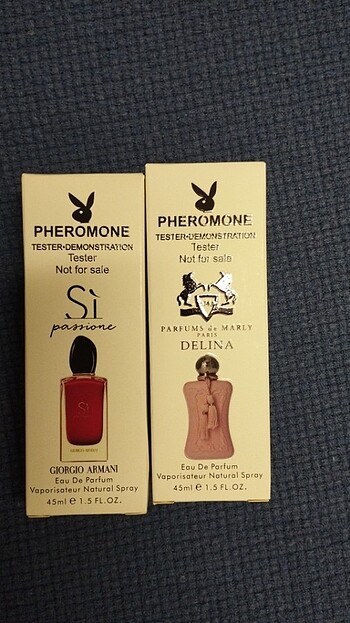 PHEROMONE
TESTER-DEMONSTRATION
Tester
Not for sale
Sì
passione
Sì
GIORGIO ARMANI
Eau De Parfum
Vaporisateur Natural Spray
45ml e 1.5 FL.OZ.
PHEROMONE
TESTER-DEMONSTRATION
Tester
Not for sale
PARFUMS de MARLY
PARIS
DELINA
Eau De Parfum
Vaporisateur Natural Spray
45ml e 1.5 FL.OZ.